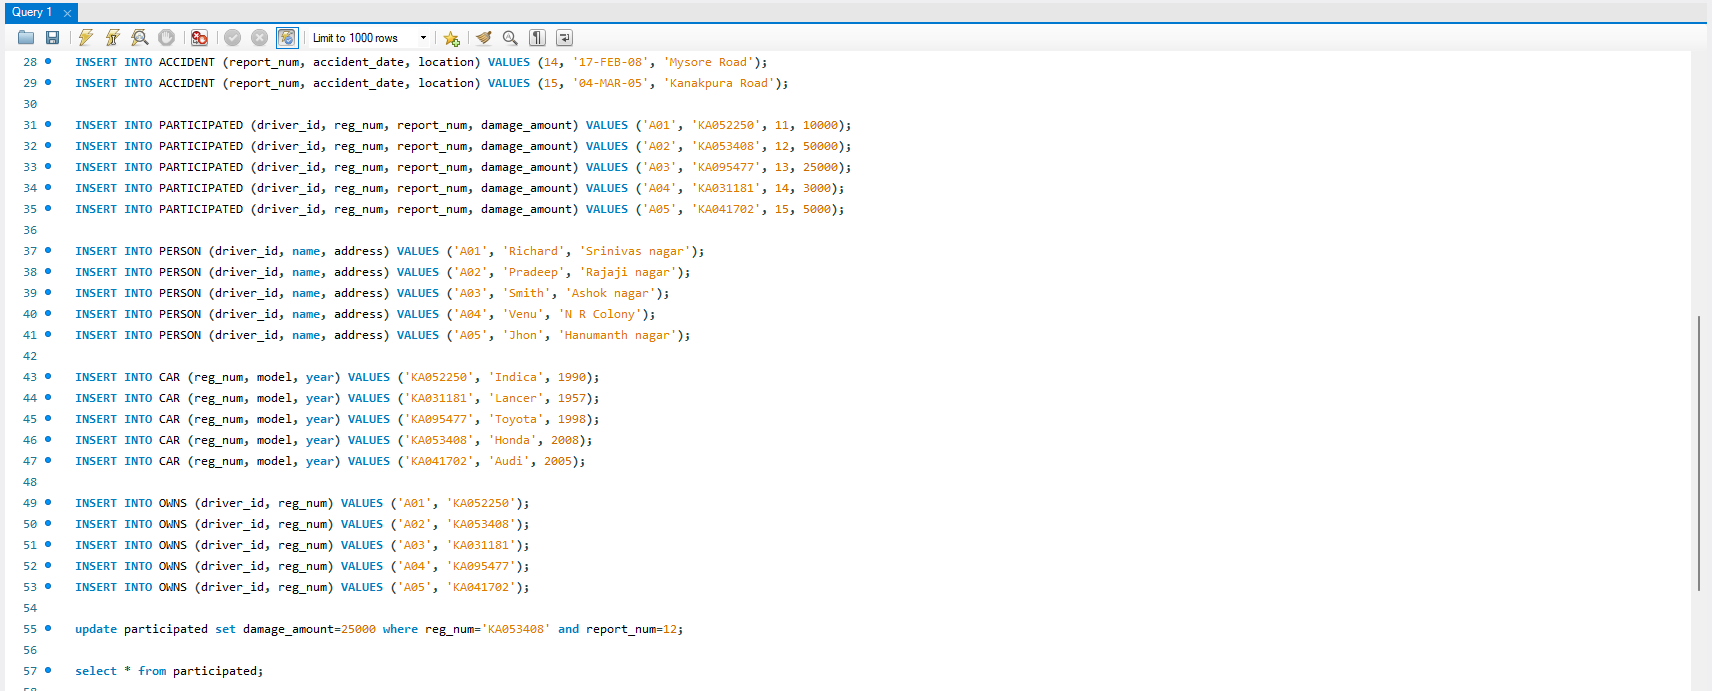 Query 1
Limit to 1000 rows
28 INSERT INTO ACCIDENT (report_num, accident_date, location) VALUES (14, '17-FEB-08', 'Mysore Road');
29 INSERT INTO ACCIDENT (report_num, accident_date, location) VALUES (15, '04-MAR-05', 'Kanakpura Road');
30
31 INSERT INTO PARTICIPATED (driver_id, reg_num, report_num, damage_amount) VALUES ('A01', 'KA052250', 11, 10000);
32 INSERT INTO PARTICIPATED (driver_id, reg_num, report_num, damage_amount) VALUES ('A02', 'KA053408', 12, 50000);
33 INSERT INTO PARTICIPATED (driver_id, reg_num, report_num, damage_amount) VALUES ('A03', 'KA095477', 13, 25000);
34 INSERT INTO PARTICIPATED (driver_id, reg_num, report_num, damage_amount) VALUES ('A04', 'KA031181', 14, 3000);
35 INSERT INTO PARTICIPATED (driver_id, reg_num, report_num, damage_amount) VALUES ('A05', 'KA041702', 15, 5000);
36
37 INSERT INTO PERSON (driver_id, name, address) VALUES ('A01', 'Richard', 'Srinivas nagar');
38 INSERT INTO PERSON (driver_id, name, address) VALUES ('A02', 'Pradeep', 'Rajaji nagar');
39 INSERT INTO PERSON (driver_id, name, address) VALUES ('A03', 'Smith', 'Ashok nagar');
40 INSERT INTO PERSON (driver_id, name, address) VALUES ('A04', 'Venu', 'N R Colony');
41 INSERT INTO PERSON (driver_id, name, address) VALUES ('A05', 'Jhon', 'Hanumanth nagar');
42
43 INSERT INTO CAR (reg_num, model, year) VALUES ('KA052250', 'Indica', 1990);
44 INSERT INTO CAR (reg_num, model, year) VALUES ('KA031181', 'Lancer', 1957);
45 INSERT INTO CAR (reg_num, model, year) VALUES ('KA095477', 'Toyota', 1998);
46 INSERT INTO CAR (reg_num, model, year) VALUES ('KA053408', 'Honda', 2008);
47 INSERT INTO CAR (reg_num, model, year) VALUES ('KA041702', 'Audi', 2005);
48
49 INSERT INTO OWNS (driver_id, reg_num) VALUES ('A01', 'KA052250');
50 INSERT INTO OWNS (driver_id, reg_num) VALUES ('A02', 'KA053408');
51 INSERT INTO OWNS (driver_id, reg_num) VALUES ('A03', 'KA031181');
52 INSERT INTO OWNS (driver_id, reg_num) VALUES ('A04', 'KA095477');
53 INSERT INTO OWNS (driver_id, reg_num) VALUES ('A05', 'KA041702');
54
55 update participated set damage_amount=25000 where reg_num='KA053408' and report_num=12;
56
57 select * from participated;